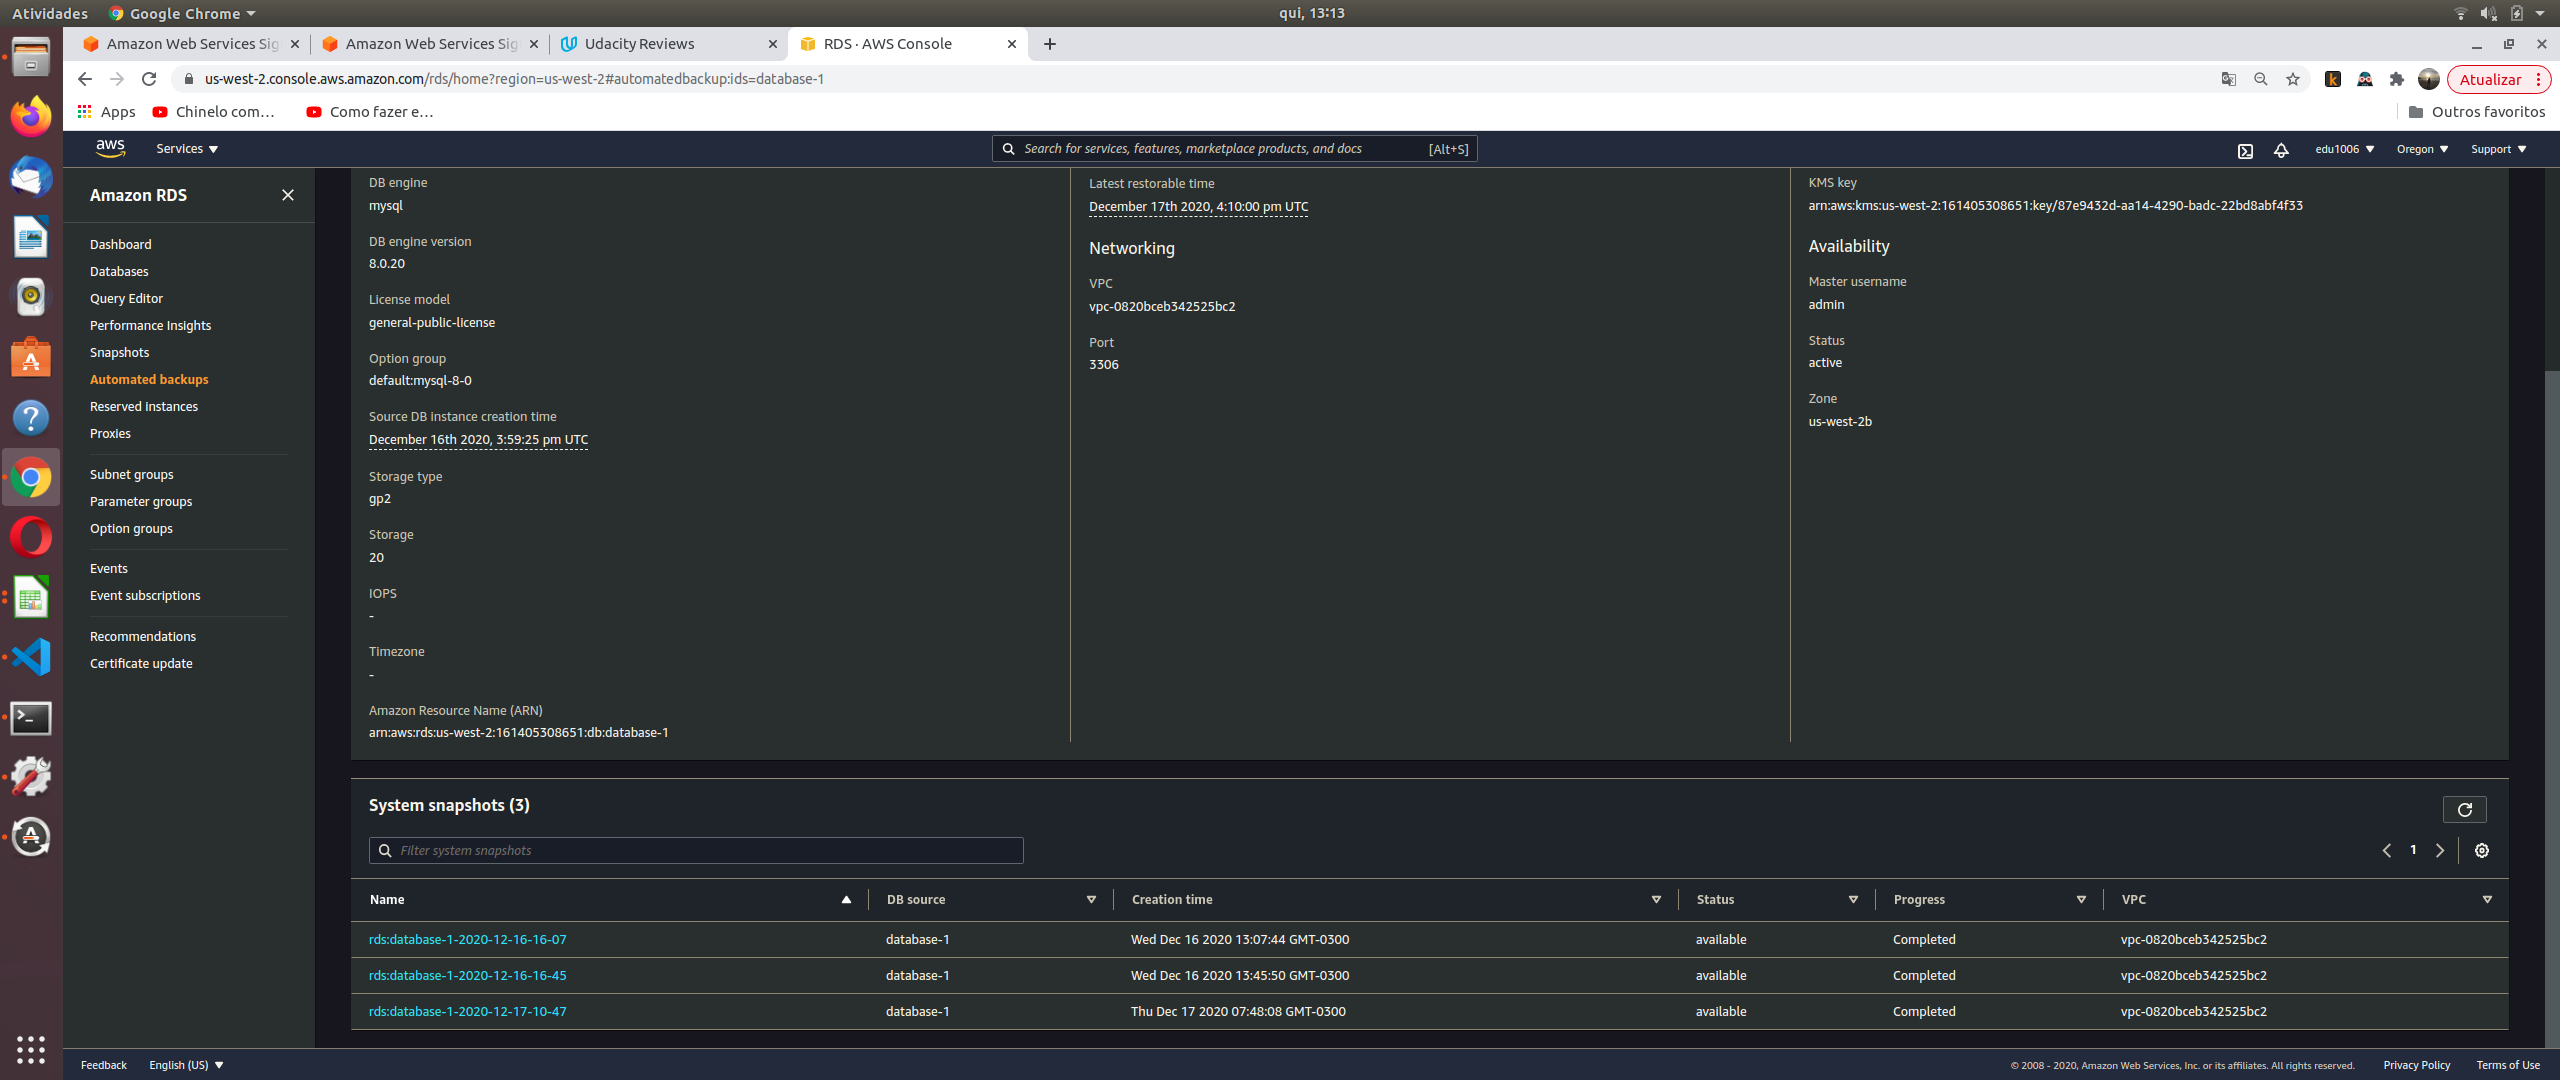 Atividades
Google Chrome
qui, 13:13
Amazon Web Services Sig
Amazon Web Services Sig
Udacity Reviews
RDS · AWS Console
us-west-2.console.aws.amazon.com/rds/home?region=us-west-2#automatedbackup:ids=database-1
Atualizar
Apps
Chinelo com...
Como fazer e...
Outros favoritos
aws
Services
Search for services, features, marketplace products, and docs
[Alt+S]
edu1006
Oregon
Support
Amazon RDS
Dashboard
Databases
Query Editor
Performance Insights
Snapshots
Automated backups
Reserved instances
Proxies
Subnet groups
Parameter groups
Option groups
Events
Event subscriptions
Recommendations
Certificate update
DB engine
mysql
DB engine version
8.0.20
License model
general-public-license
Option group
default:mysql-8-0
Source DB instance creation time
December 16th 2020, 3:59:25 pm UTC
Storage type
gp2
Storage
20
IOPS
-
Timezone
-
Amazon Resource Name (ARN)
arn:aws:rds:us-west-2:161405308651:db:database-1
Latest restorable time
December 17th 2020, 4:10:00 pm UTC
Networking
VPC
vpc-0820bceb342525bc2
Port
3306
KMS key
arn:aws:kms:us-west-2:161405308651:key/87e9432d-aa14-4290-badc-22bd8abf4f33
Availability
Master username
admin
Status
active
Zone
us-west-2b
System snapshots (3)
Filter system snapshots
1
Name DB source Creation time Status Progress VPC
rds:database-1-2020-12-16-16-07 database-1 Wed Dec 16 2020 13:07:44 GMT-0300 available Completed vpc-0820bceb342525bc2
rds:database-1-2020-12-16-16-45 database-1 Wed Dec 16 2020 13:45:50 GMT-0300 available Completed vpc-0820bceb342525bc2
rds:database-1-2020-12-17-10-47 database-1 Thu Dec 17 2020 07:48:08 GMT-0300 available Completed vpc-0820bceb342525bc2
Feedback
English (US)
© 2008 - 2020, Amazon Web Services, Inc. or its affiliates. All rights reserved.
Privacy Policy
Terms of Use